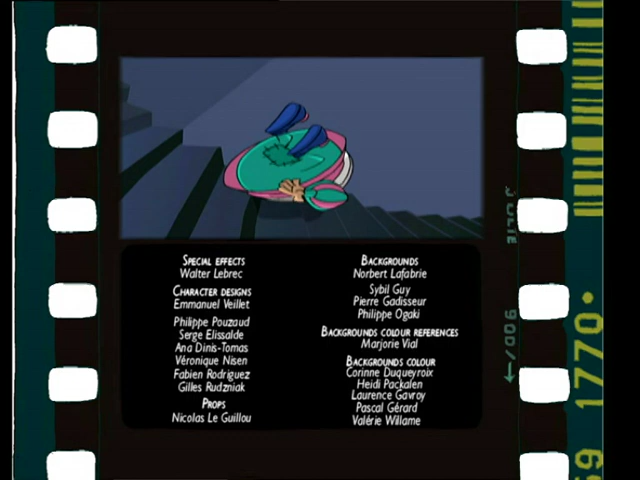 SPECIAL EFFECTS
Walter Lebrec
CHARACTER DESIGNS
Emmanuel Veillet
Philippe Pouzaud
Serge Elissalde
Ana Dinis-Tomas
Véronique Nisen
Fabien Rodriguez
Gilles Rudzniak
PROPS
Nicolas Le Guillou
BACKGROUNDS
Norbert Lafabrie
Sybil Guy
Pierre Gadisseur
Philippe Ogaki
BACKGROUNDS COLOUR REFERENCES
Marjorie Vial
BACKGROUNDS COLOUR
Corinne Duqueyroix
Heidi Packalen
Laurence Gavroy
Pascal Gérard
Valérie Willame
1770